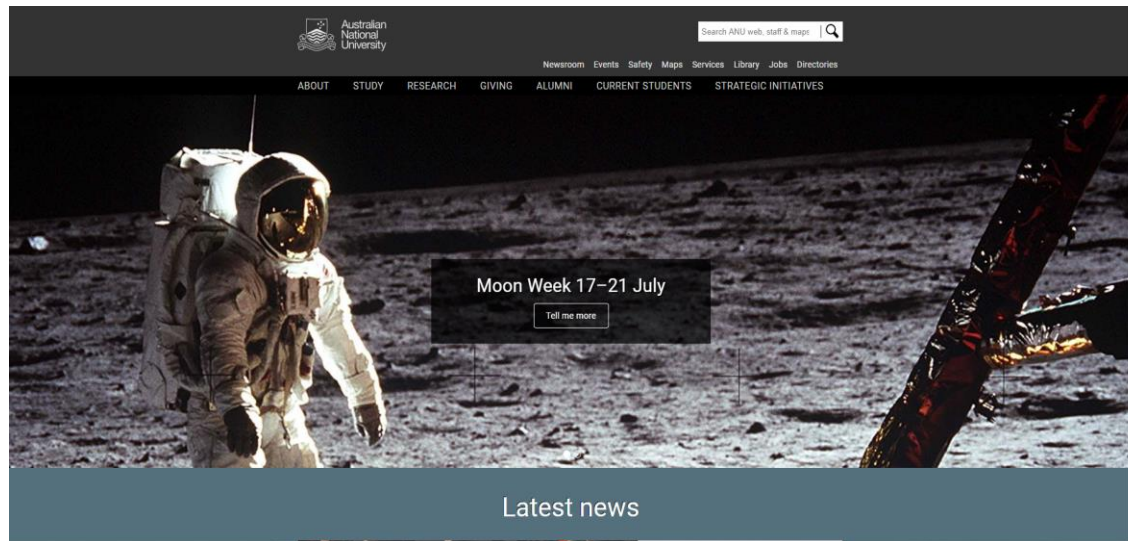 Australian
National
University
Search ANU web, staff & maps
Newsroom Events Safety Maps Services Library Jobs Directories
ABOUT STUDY RESEARCH GIVING ALUMNI CURRENT STUDENTS STRATEGIC INITIATIVES
Moon Week 17–21 July
Tell me more
Latest news